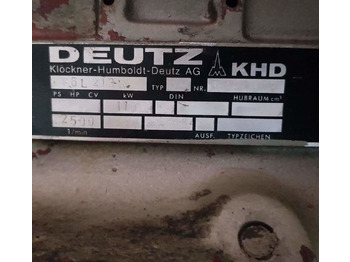 DEUTZ KHD
Klöckner-Humboldt-Deutz AG
TYP NR.
PS HP CV kW DIN HUBRAUM cm³
2500
1/min AUSF. TYPZEICHEN